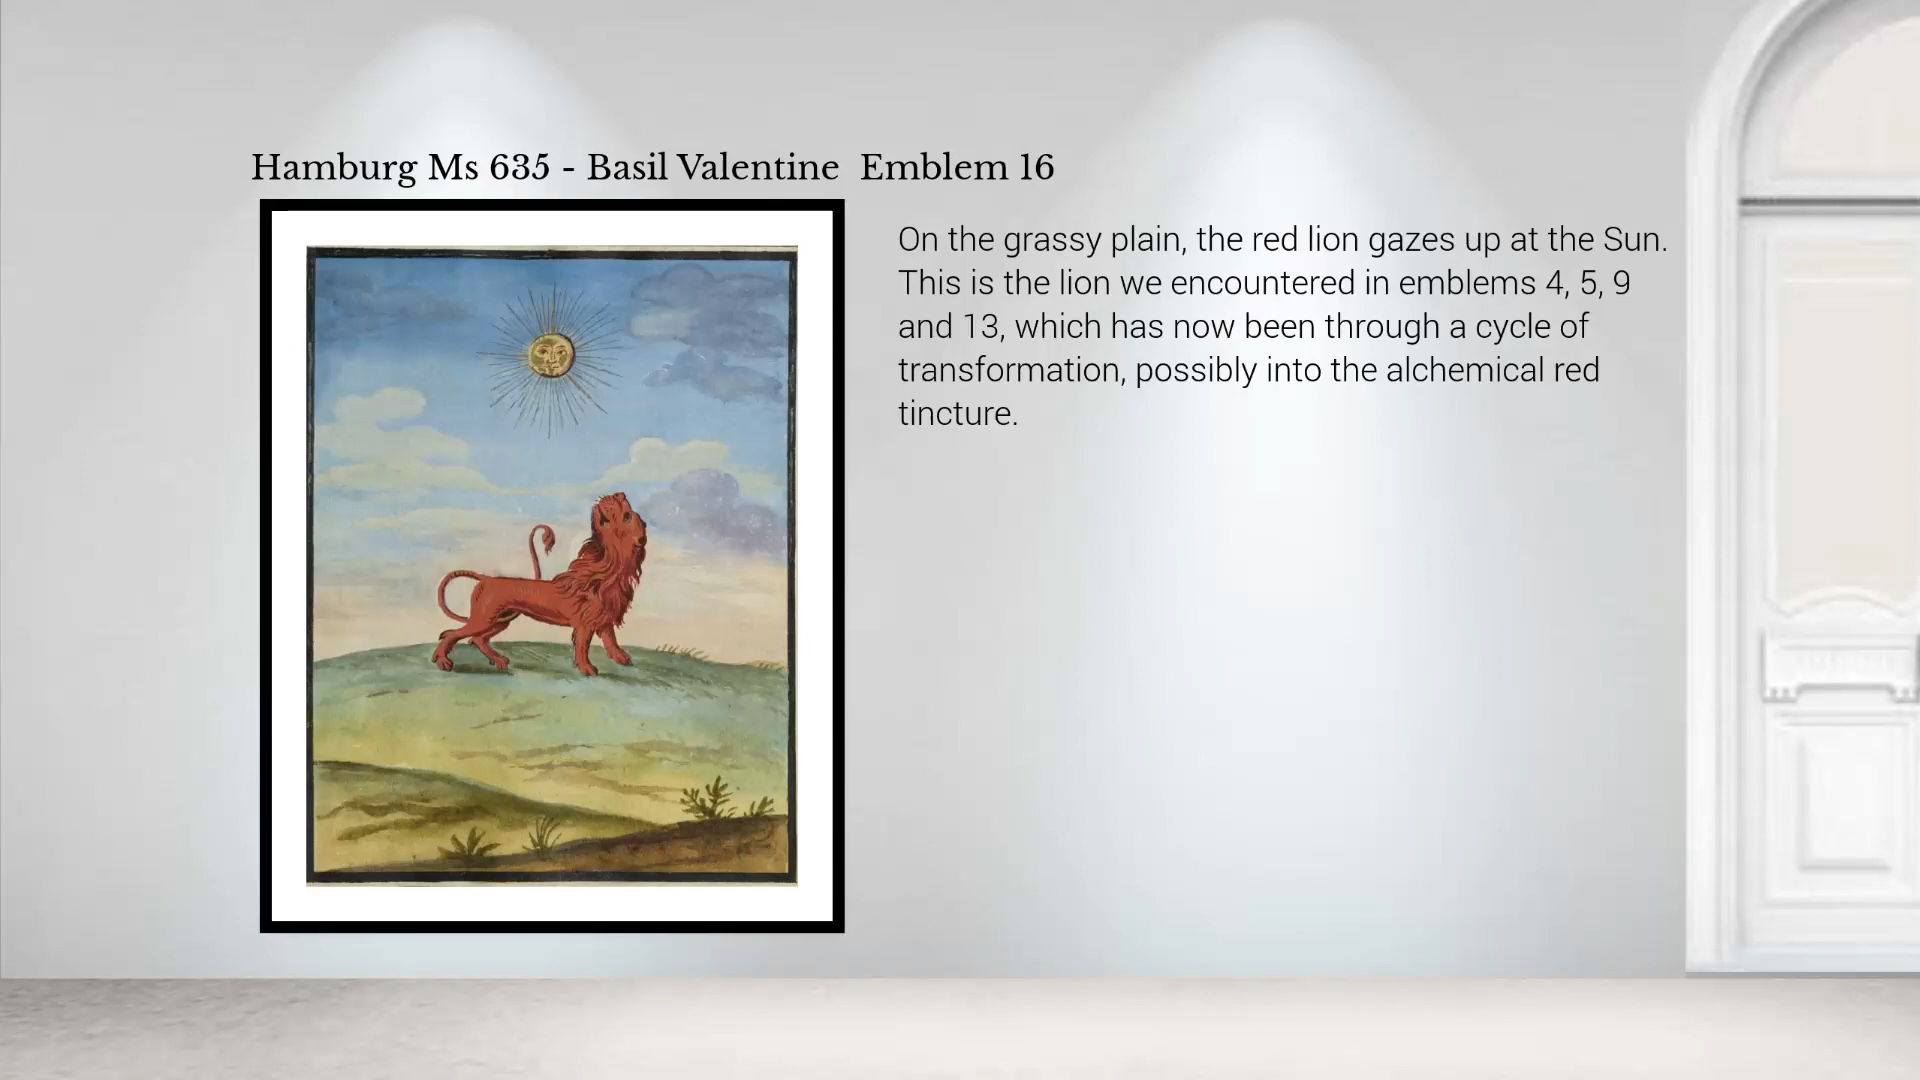 Hamburg Ms 635 - Basil Valentine  Emblem 16
On the grassy plain, the red lion gazes up at the Sun.
This is the lion we encountered in emblems 4, 5, 9
and 13, which has now been through a cycle of
transformation, possibly into the alchemical red
tincture.